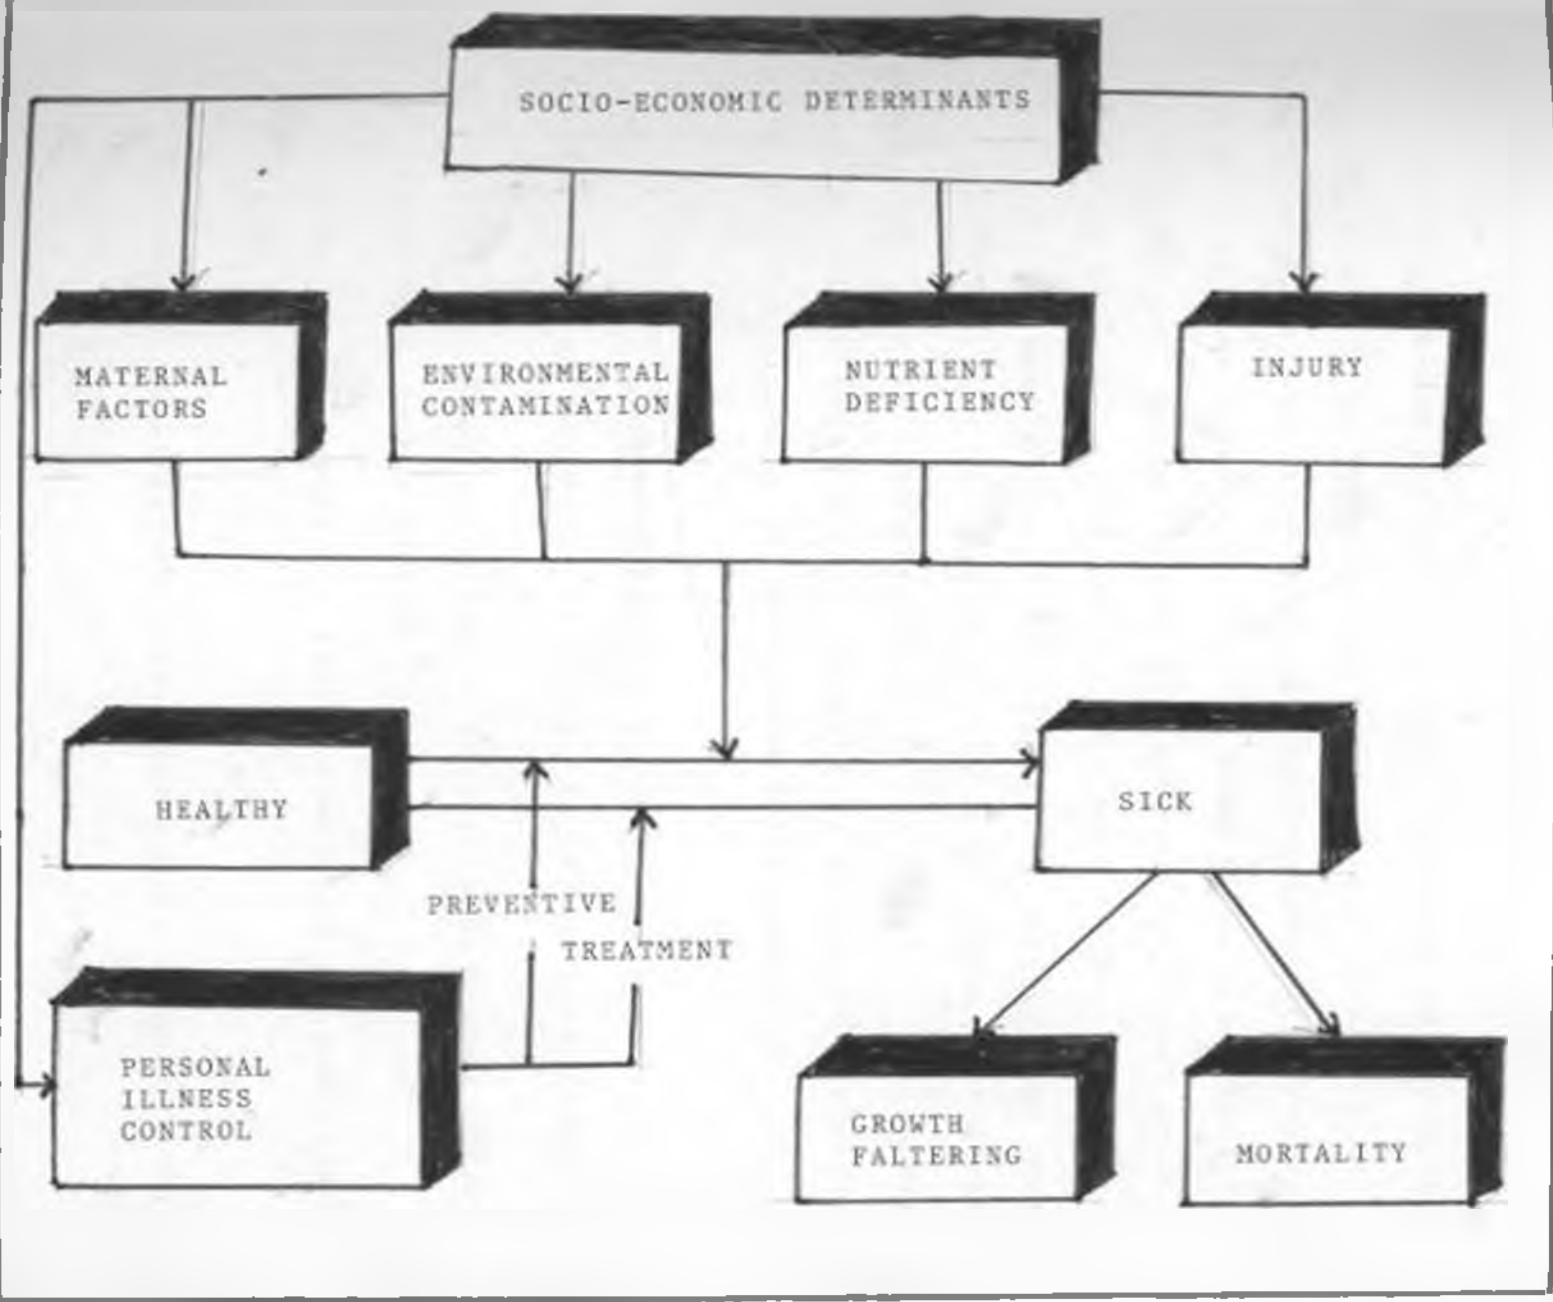 SOCIO-ECONOMIC DETERMINANTS
MATERNAL
FACTORS
ENVIRONMENTAL
CONTAMINATION
NUTRIENT
DEFICIENCY
INJURY
HEALTHY
SICK
PREVENTIVE
TREATMENT
PERSONAL
ILLNESS
CONTROL
GROWTH
FALTERING
MORTALITY